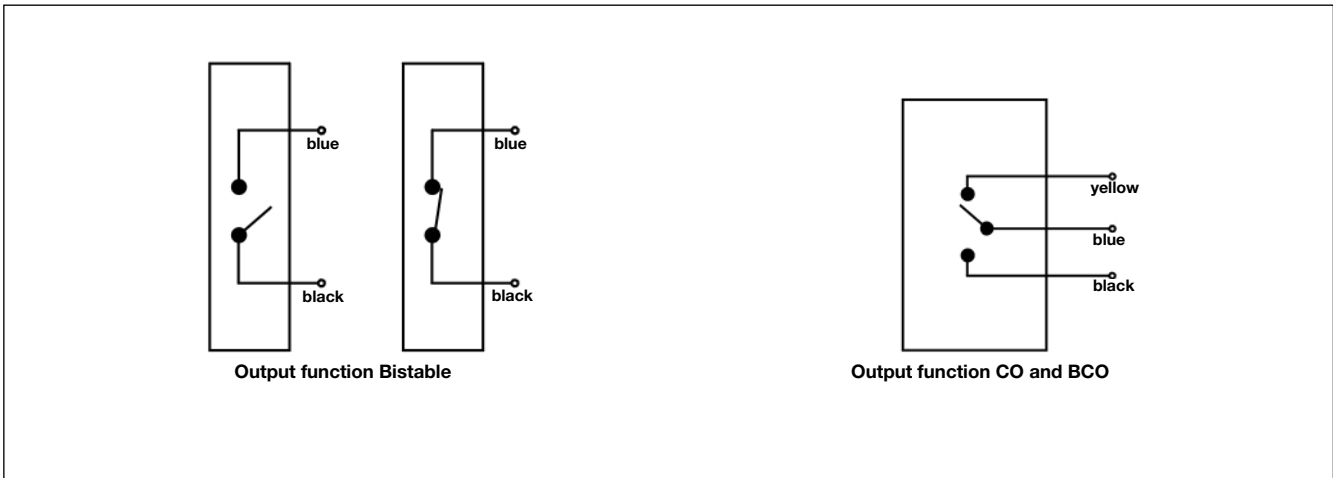 blue
blue
yellow
blue
black
black
black
Output function Bistable
Output function CO and BCO